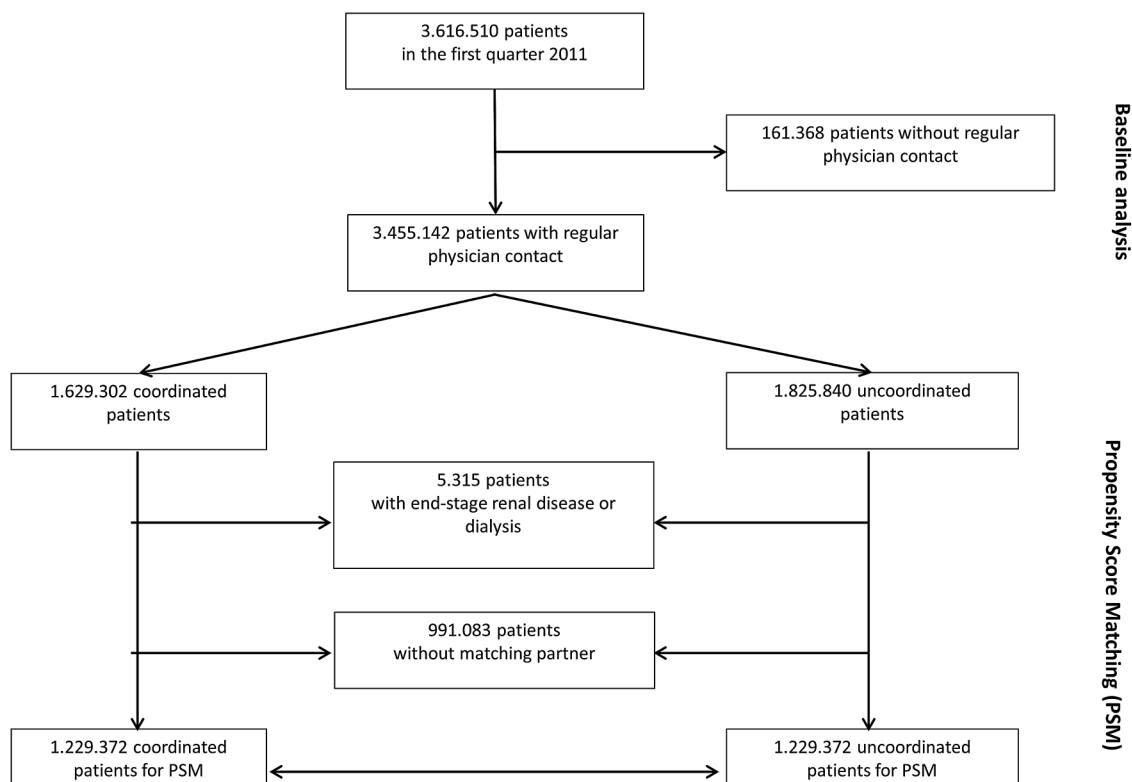 3.616.510 patients
in the first quarter 2011
161.368 patients without regular
physician contact
Baseline analysis
3.455.142 patients with regular
physician contact
1.629.302 coordinated
patients
1.825.840 uncoordinated
patients
5.315 patients
with end-stage renal disease or
dialysis
991.083 patients
without matching partner
Propensity Score Matching (PSM)
1.229.372 coordinated
patients for PSM
1.229.372 uncoordinated
patients for PSM